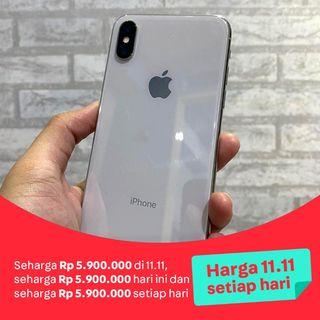 iPhone
Seharga Rp 5.900.000 di 11.11,
seharga Rp 5.900.000 hari ini dan
seharga Rp 5.900.000 setiap hari
Harga 11.11
setiap hari